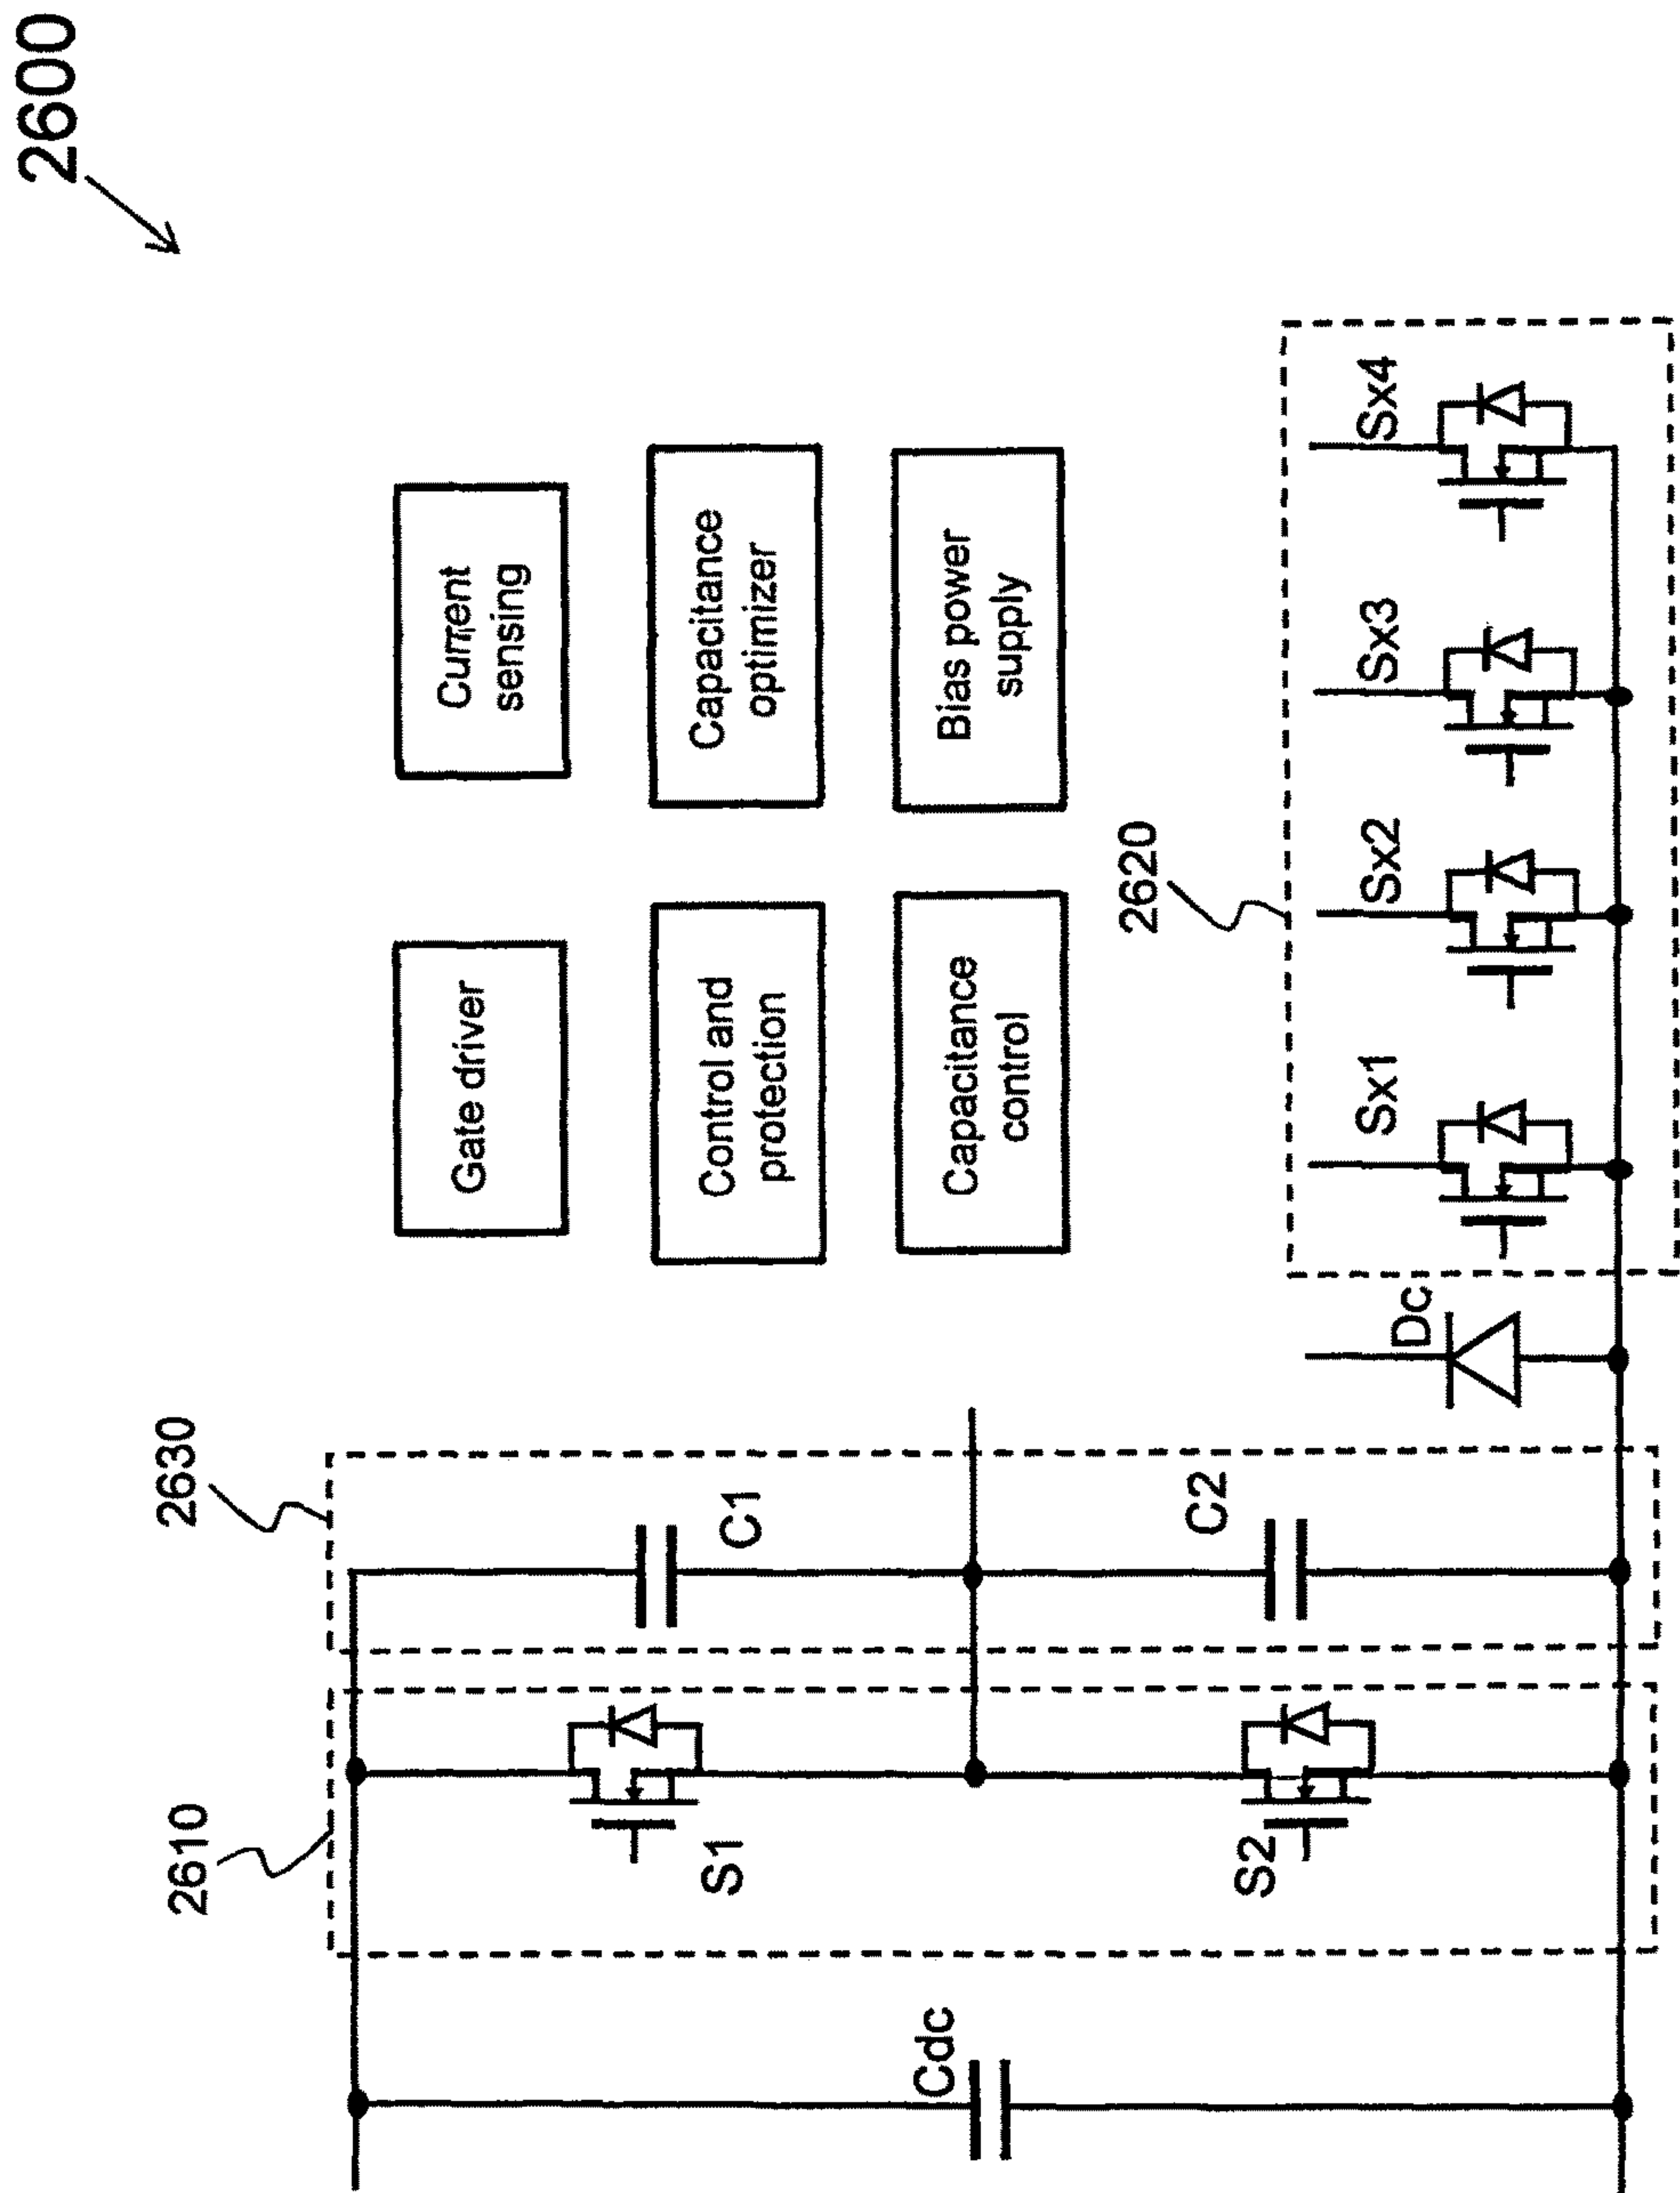 2600
Current
sensing
Capacitance
optimizer
Bias power
supply
Gate driver
Control and
protection
Capacitance
control
2620
Sx4
Sx3
Sx2
Sx1
Dc
2630
C1
C2
2610
S1
S2
Cdc